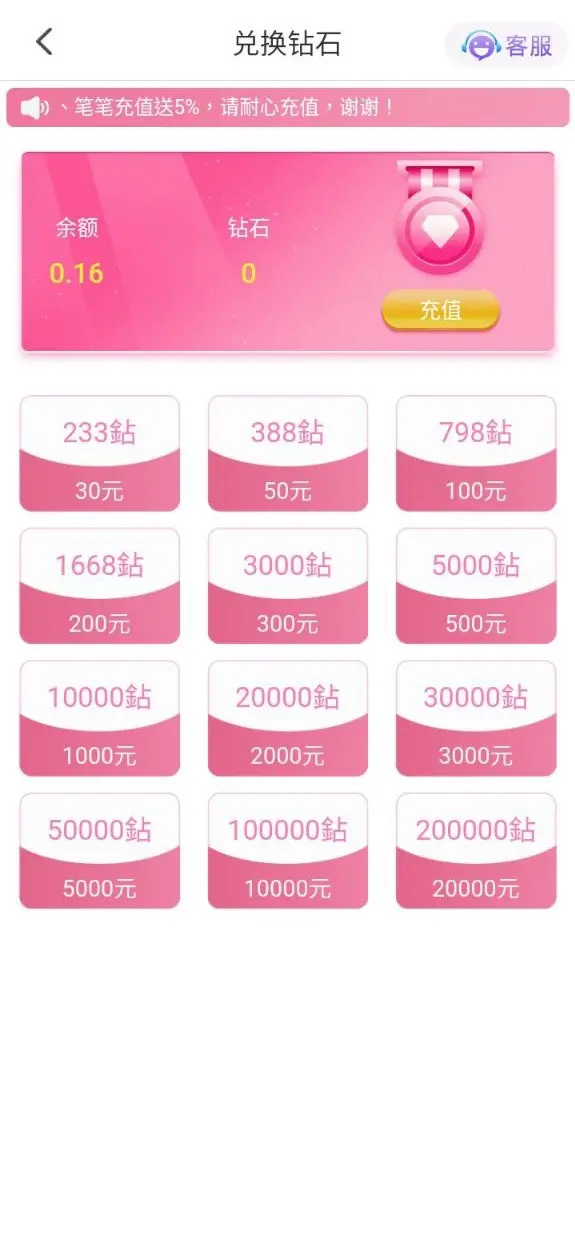 兑换钻石
客服
、笔笔充值送5%，请耐心充值，谢谢！
余额 钻石
0.16 0
充值
233鉆 388鉆 798鉆
30元 50元 100元
1668鉆 3000鉆 5000鉆
200元 300元 500元
10000鉆 20000鉆 30000鉆
1000元 2000元 3000元
50000鉆 100000鉆 200000鉆
5000元 10000元 20000元